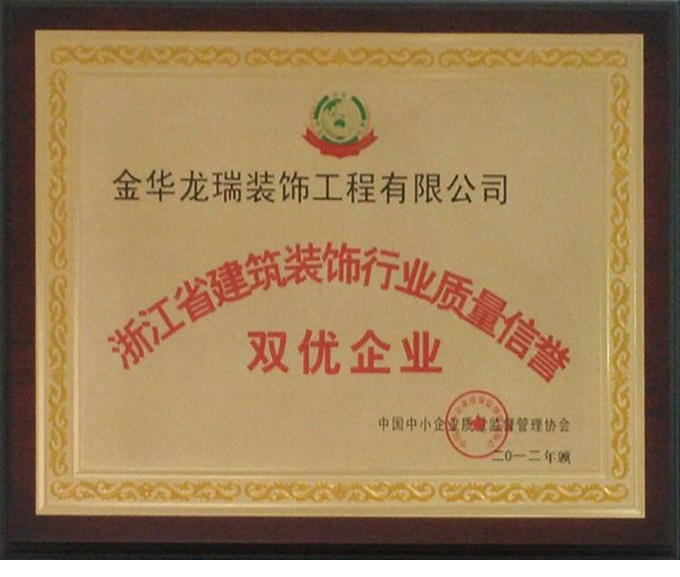 金华龙瑞装饰工程有限公司
浙江省建筑装饰行业质量信誉
双优企业
中国中小企业质量监督管理协会
二〇一二年颁